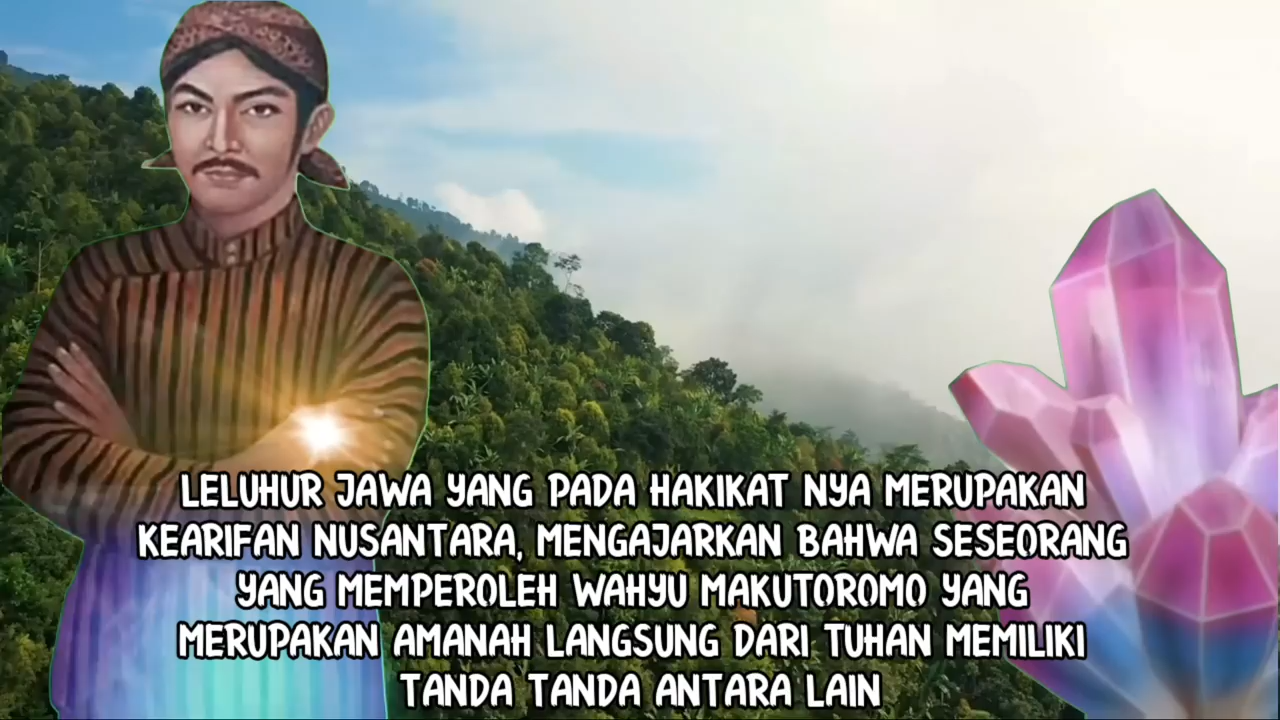 LELUHUR JAWA YANG PADA HAKIKAT NYA MERUPAKAN
KEARIFAN NUSANTARA, MENGAJARKAN BAHWA SESEORANG
YANG MEMPEROLEH WAHYU MAKUTOROMO YANG
MERUPAKAN AMANAH LANGSUNG DARI TUHAN MEMILIKI
TANDA TANDA ANTARA LAIN